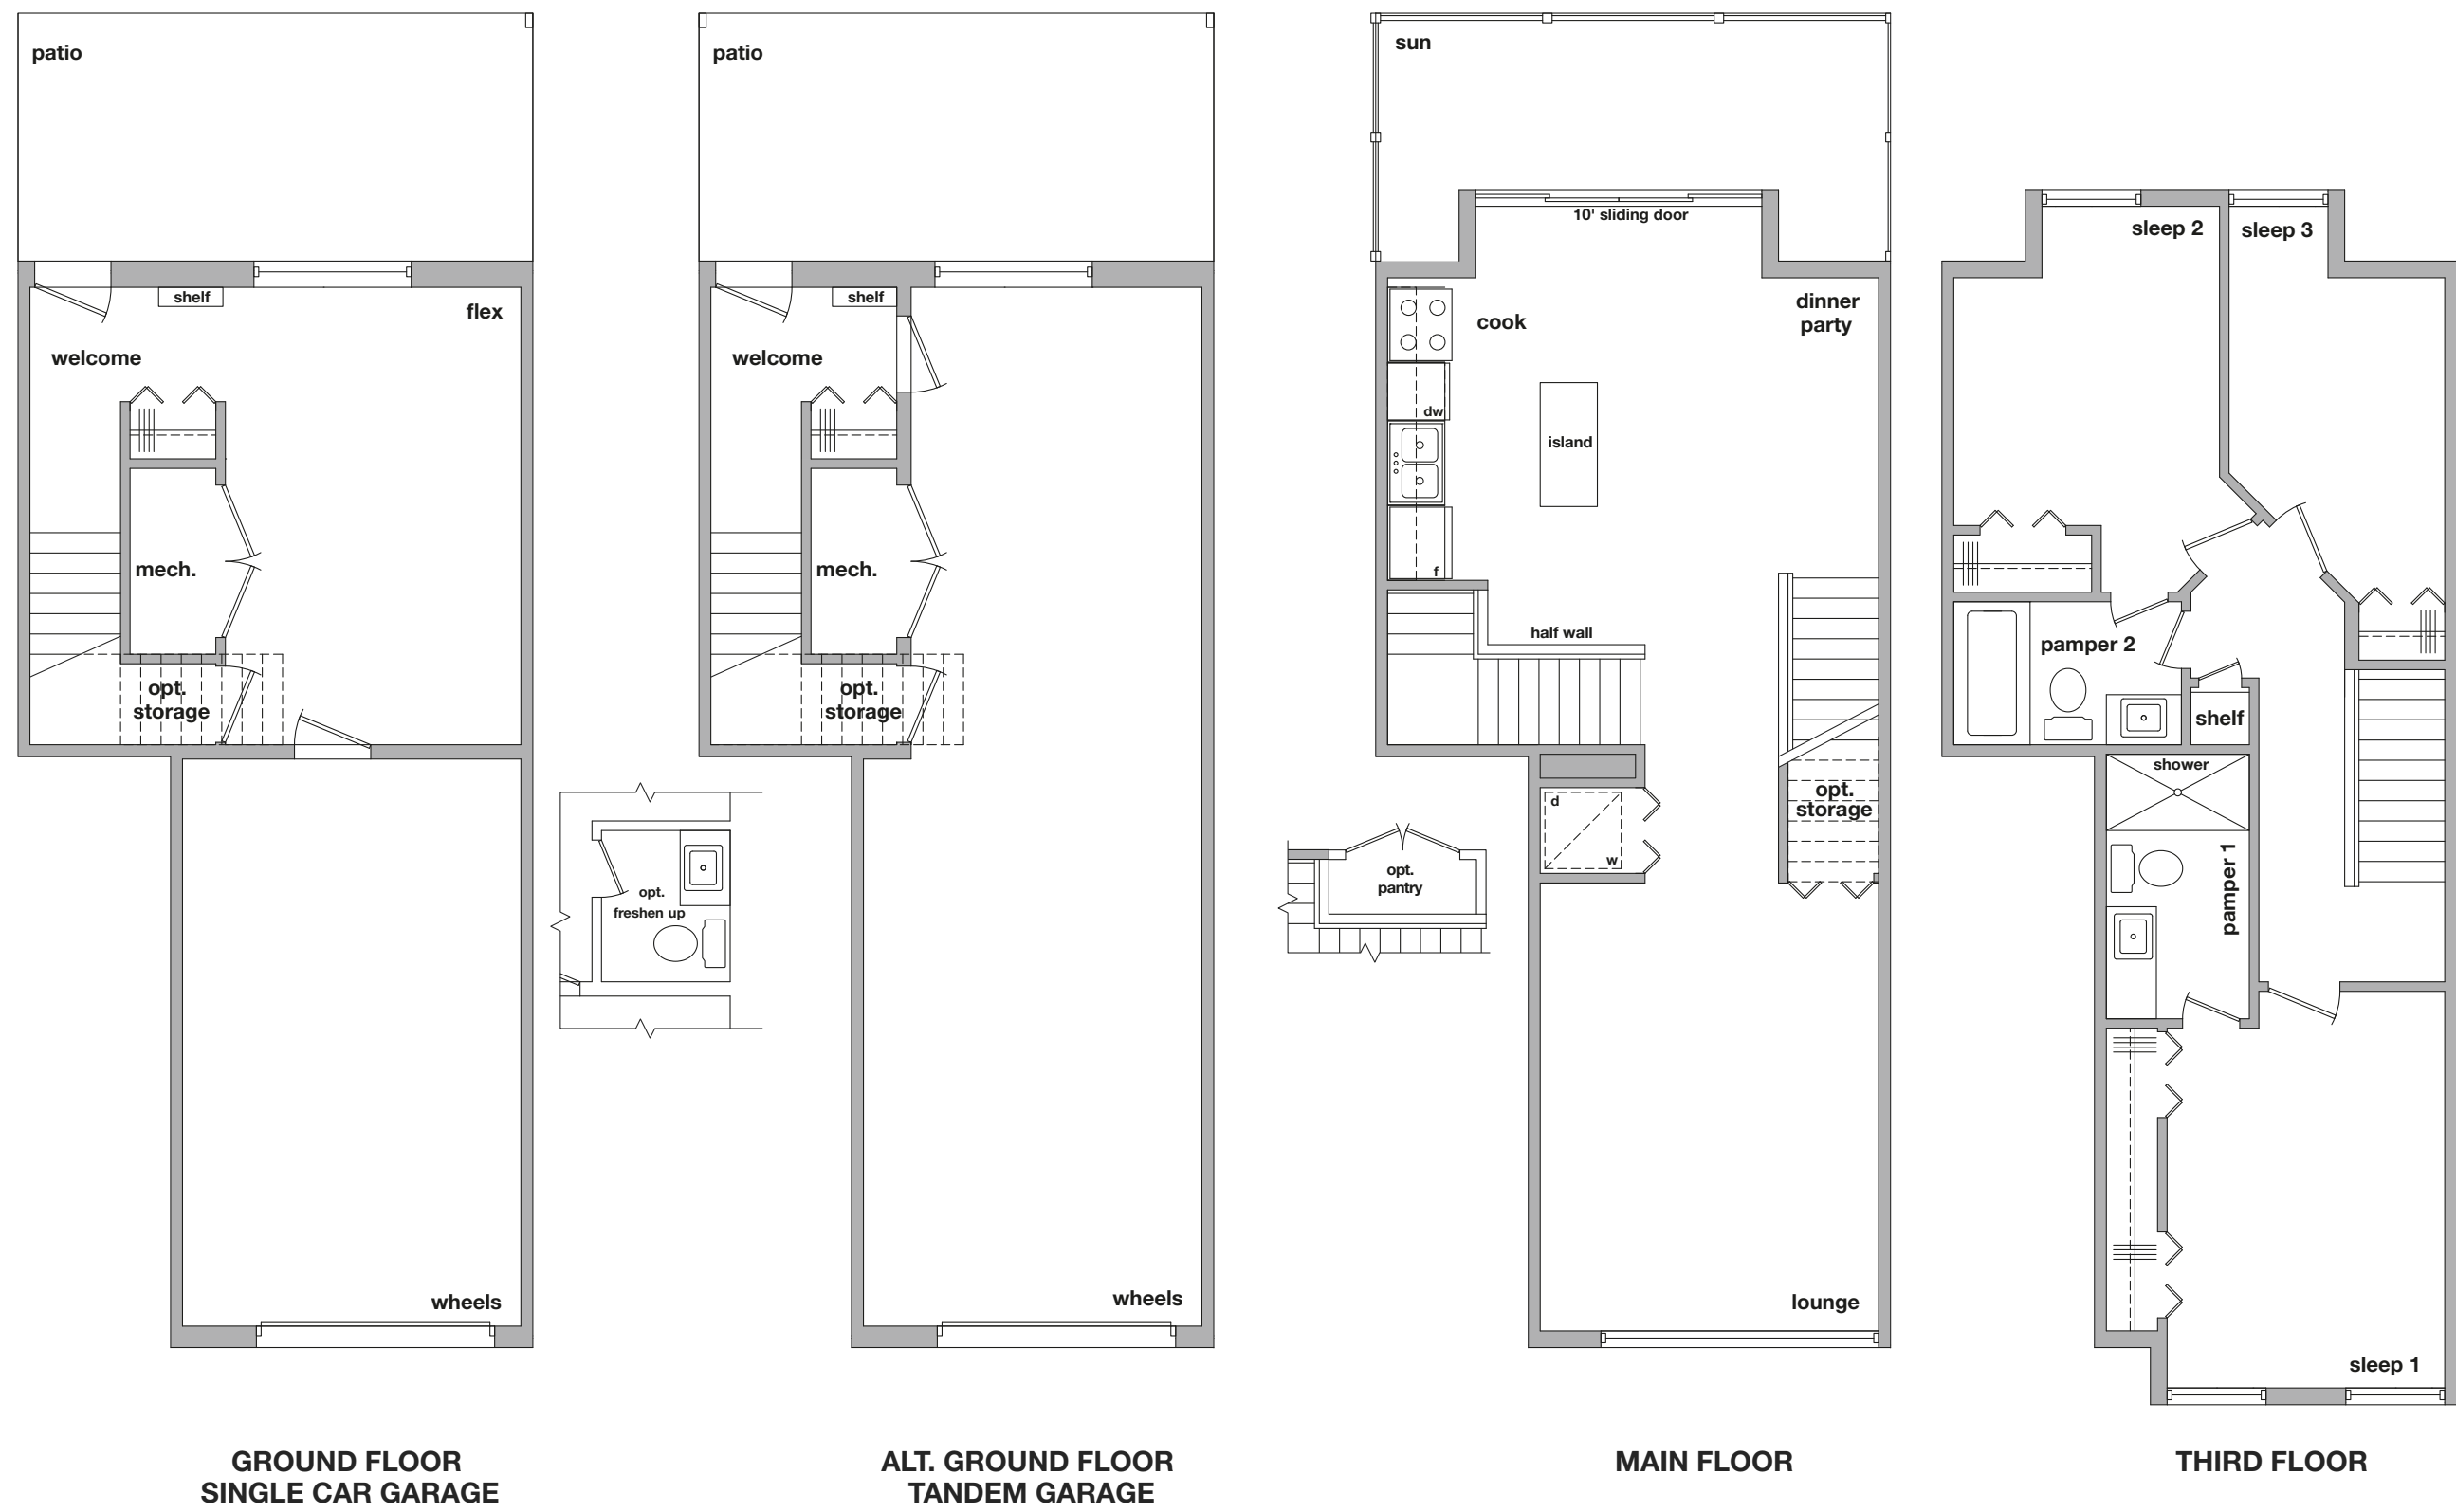 patio
shelf
flex
welcome
mech.
opt.
storage
wheels
GROUND FLOOR
SINGLE CAR GARAGE
opt.
freshen up
patio
shelf
welcome
mech.
opt.
storage
wheels
ALT. GROUND FLOOR
TANDEM GARAGE
opt.
pantry
sun
10' sliding door
cook
dinner
party
dw
island
f
half wall
d
w
opt.
storage
lounge
MAIN FLOOR
sleep 2
sleep 3
pamper 2
shelf
shower
pamper 1
sleep 1
THIRD FLOOR